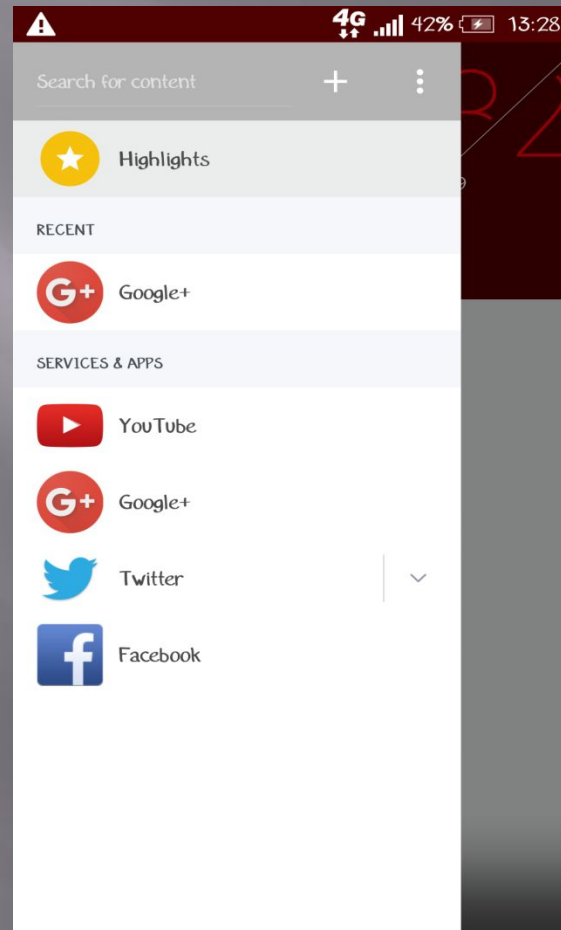 4G 42% 13:28
Search for content
Highlights
RECENT
G+ Google+
SERVICES & APPS
YouTube
G+ Google+
Twitter
f Facebook